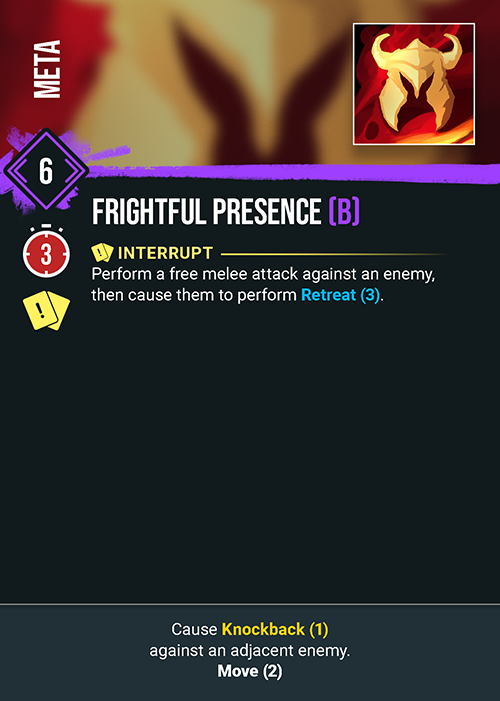 META
6
FRIGHTFUL PRESENCE (B)
3
! INTERRUPT
!
Perform a free melee attack against an enemy,
then cause them to perform Retreat (3).
Cause Knockback (1)
against an adjacent enemy.
Move (2)